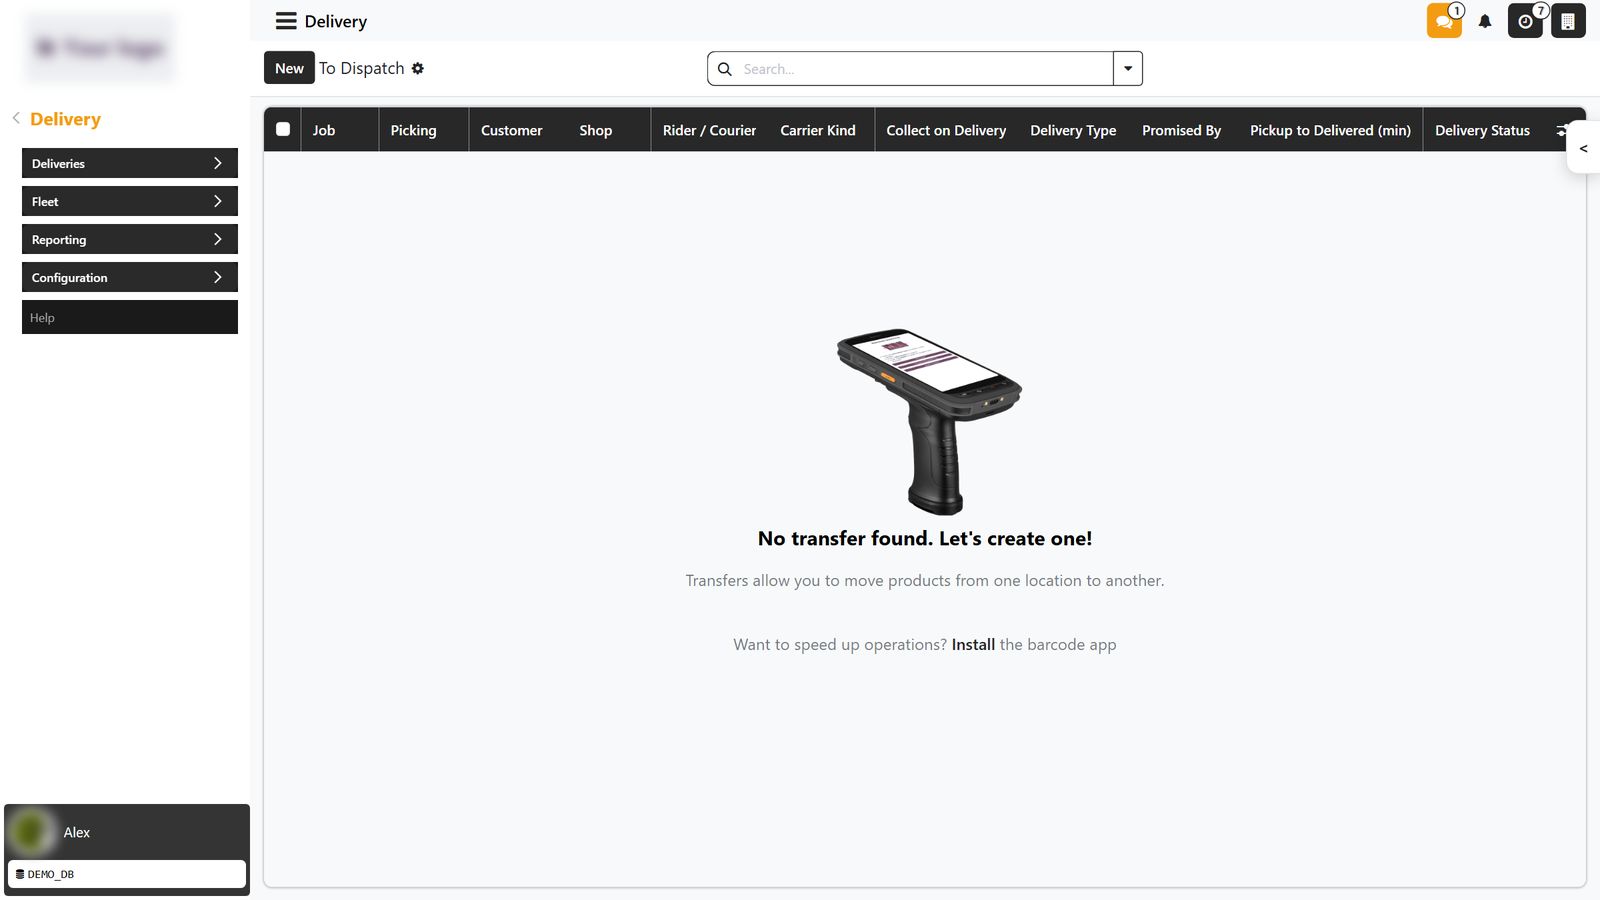 Delivery
1
7
New
To Dispatch
Search...
Delivery
Deliveries
Fleet
Reporting
Configuration
Help
Job
Picking
Customer
Shop
Rider / Courier
Carrier Kind
Collect on Delivery
Delivery Type
Promised By
Pickup to Delivered (min)
Delivery Status
<
No transfer found. Let's create one!
Transfers allow you to move products from one location to another.
Want to speed up operations? Install the barcode app
Alex
DEMO_DB